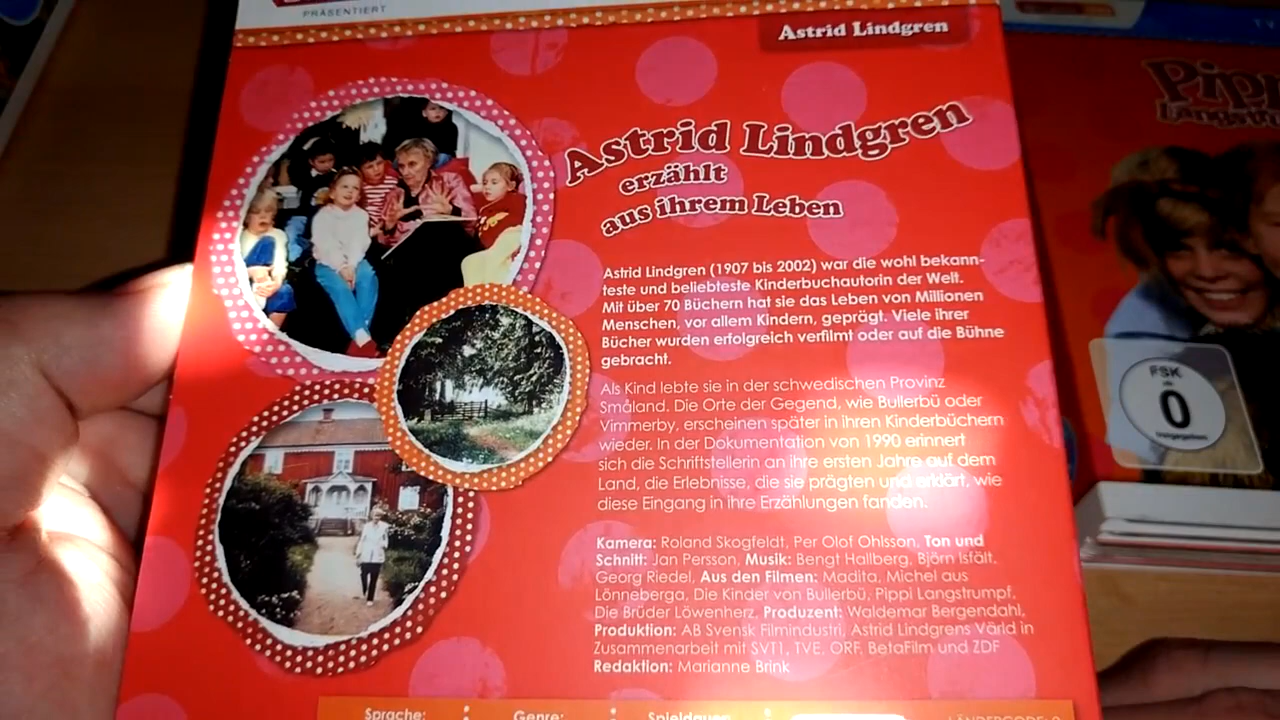 PRÄSENTIERT
Astrid Lindgren
Astrid Lindgren
erzählt
aus ihrem Leben
Astrid Lindgren (1907 bis 2002) war die wohl bekann-
teste und beliebteste Kinderbuchautorin der Welt.
Mit über 70 Büchern hat sie das Leben von Millionen
Menschen, vor allem Kindern, geprägt. Viele ihrer
Bücher wurden erfolgreich verfilmt oder auf die Bühne
gebracht.
Als Kind lebte sie in der schwedischen Provinz
Småland. Die Orte der Gegend, wie Bullerbü oder
Vimmerby, erscheinen später in ihren Kinderbüchern
wieder. In der Dokumentation von 1990 erinnert
sich die Schriftstellerin an ihre ersten Jahre auf dem
Land, die Erlebnisse, die sie prägten und erklärt, wie
diese Eingang in ihre Erzählungen fanden.
Kamera: Roland Skogfeldt, Per Olof Ohlsson, Ton und
Schnitt: Jan Persson, Musik: Bengt Hallberg, Björn Isfält,
Georg Riedel, Aus den Filmen: Madita, Michel aus
Lönneberga, Die Kinder von Bullerbü, Pippi Langstrumpf,
Die Brüder Löwenherz, Produzent: Waldemar Bergendahl,
Produktion: AB Svensk Filmindustri, Astrid Lindgrens Värld in
Zusammenarbeit mit SVT1, TVE, ORF, BetaFilm und ZDF
Redaktion: Marianne Brink
Sprache:
Genre:
Spieldauer
LÄNDERCODE: 2
FSK
ab
0
freigegeben